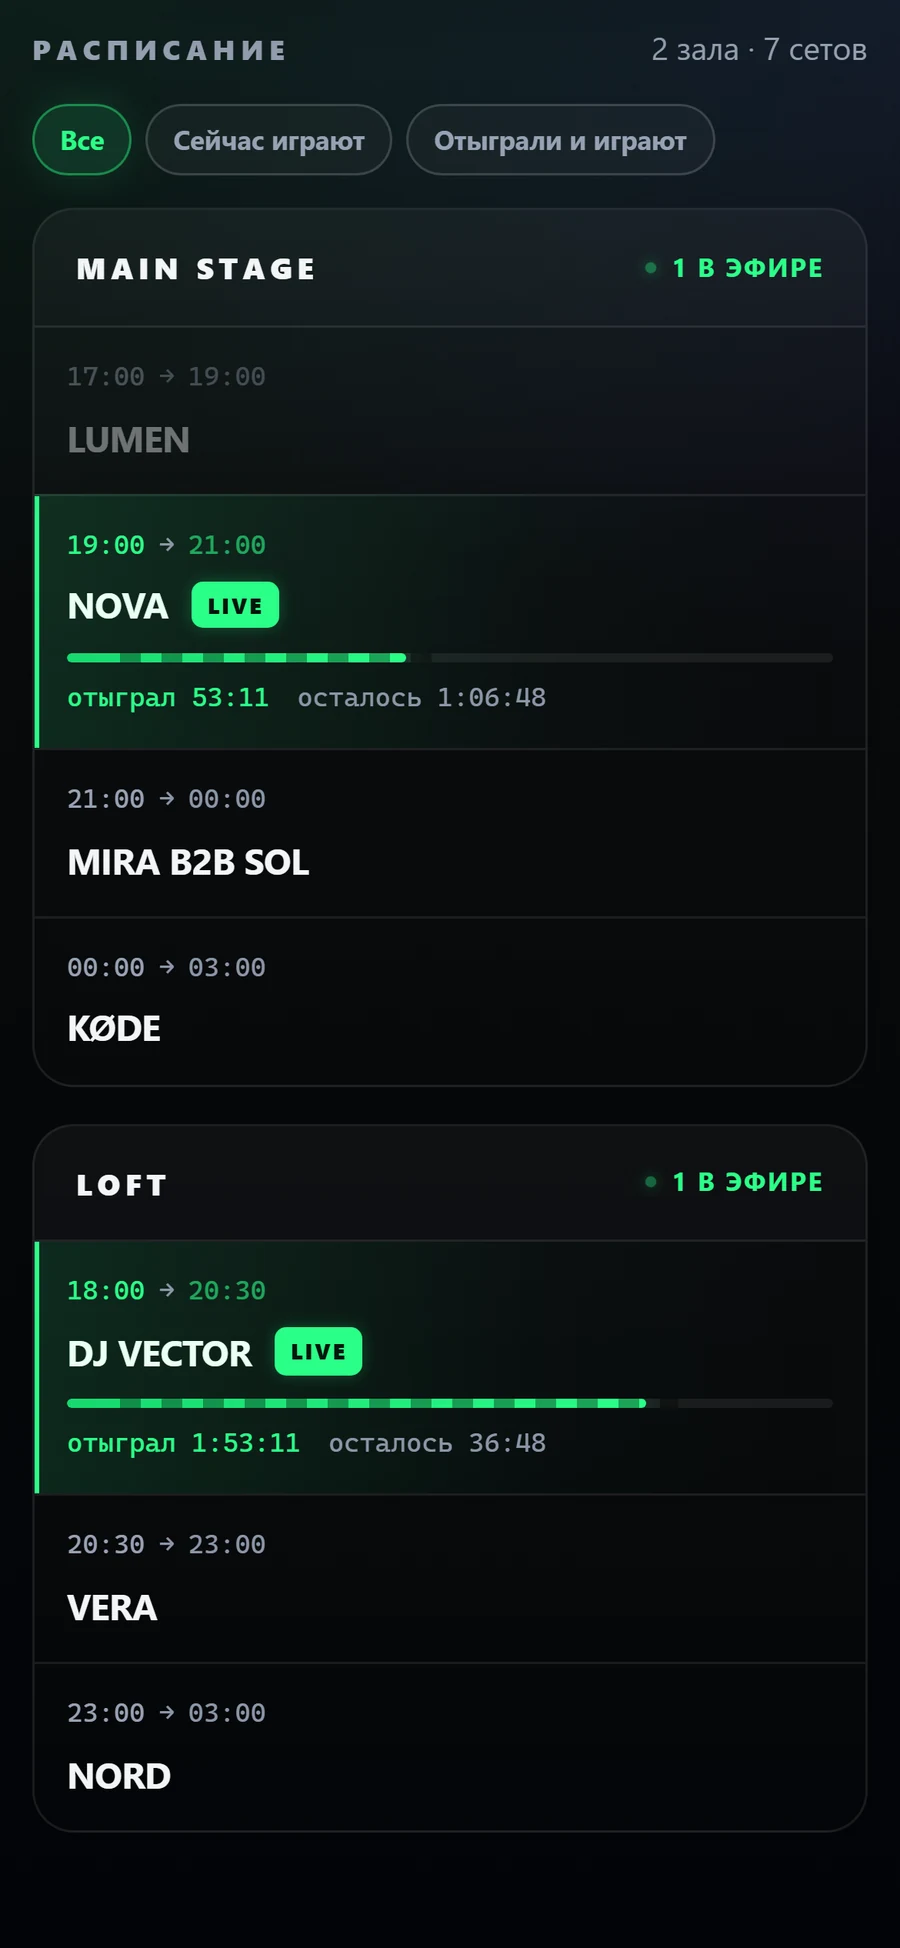 РАСПИСАНИЕ 2 зала · 7 сетов
Все Сейчас играют Отыграли и играют
MAIN STAGE 1 В ЭФИРЕ
17:00 → 19:00
LUMEN
19:00 → 21:00
NOVA LIVE
отыграл 53:11 осталось 1:06:48
21:00 → 00:00
MIRA B2B SOL
00:00 → 03:00
KØDE
LOFT 1 В ЭФИРЕ
18:00 → 20:30
DJ VECTOR LIVE
отыграл 1:53:11 осталось 36:48
20:30 → 23:00
VERA
23:00 → 03:00
NORD